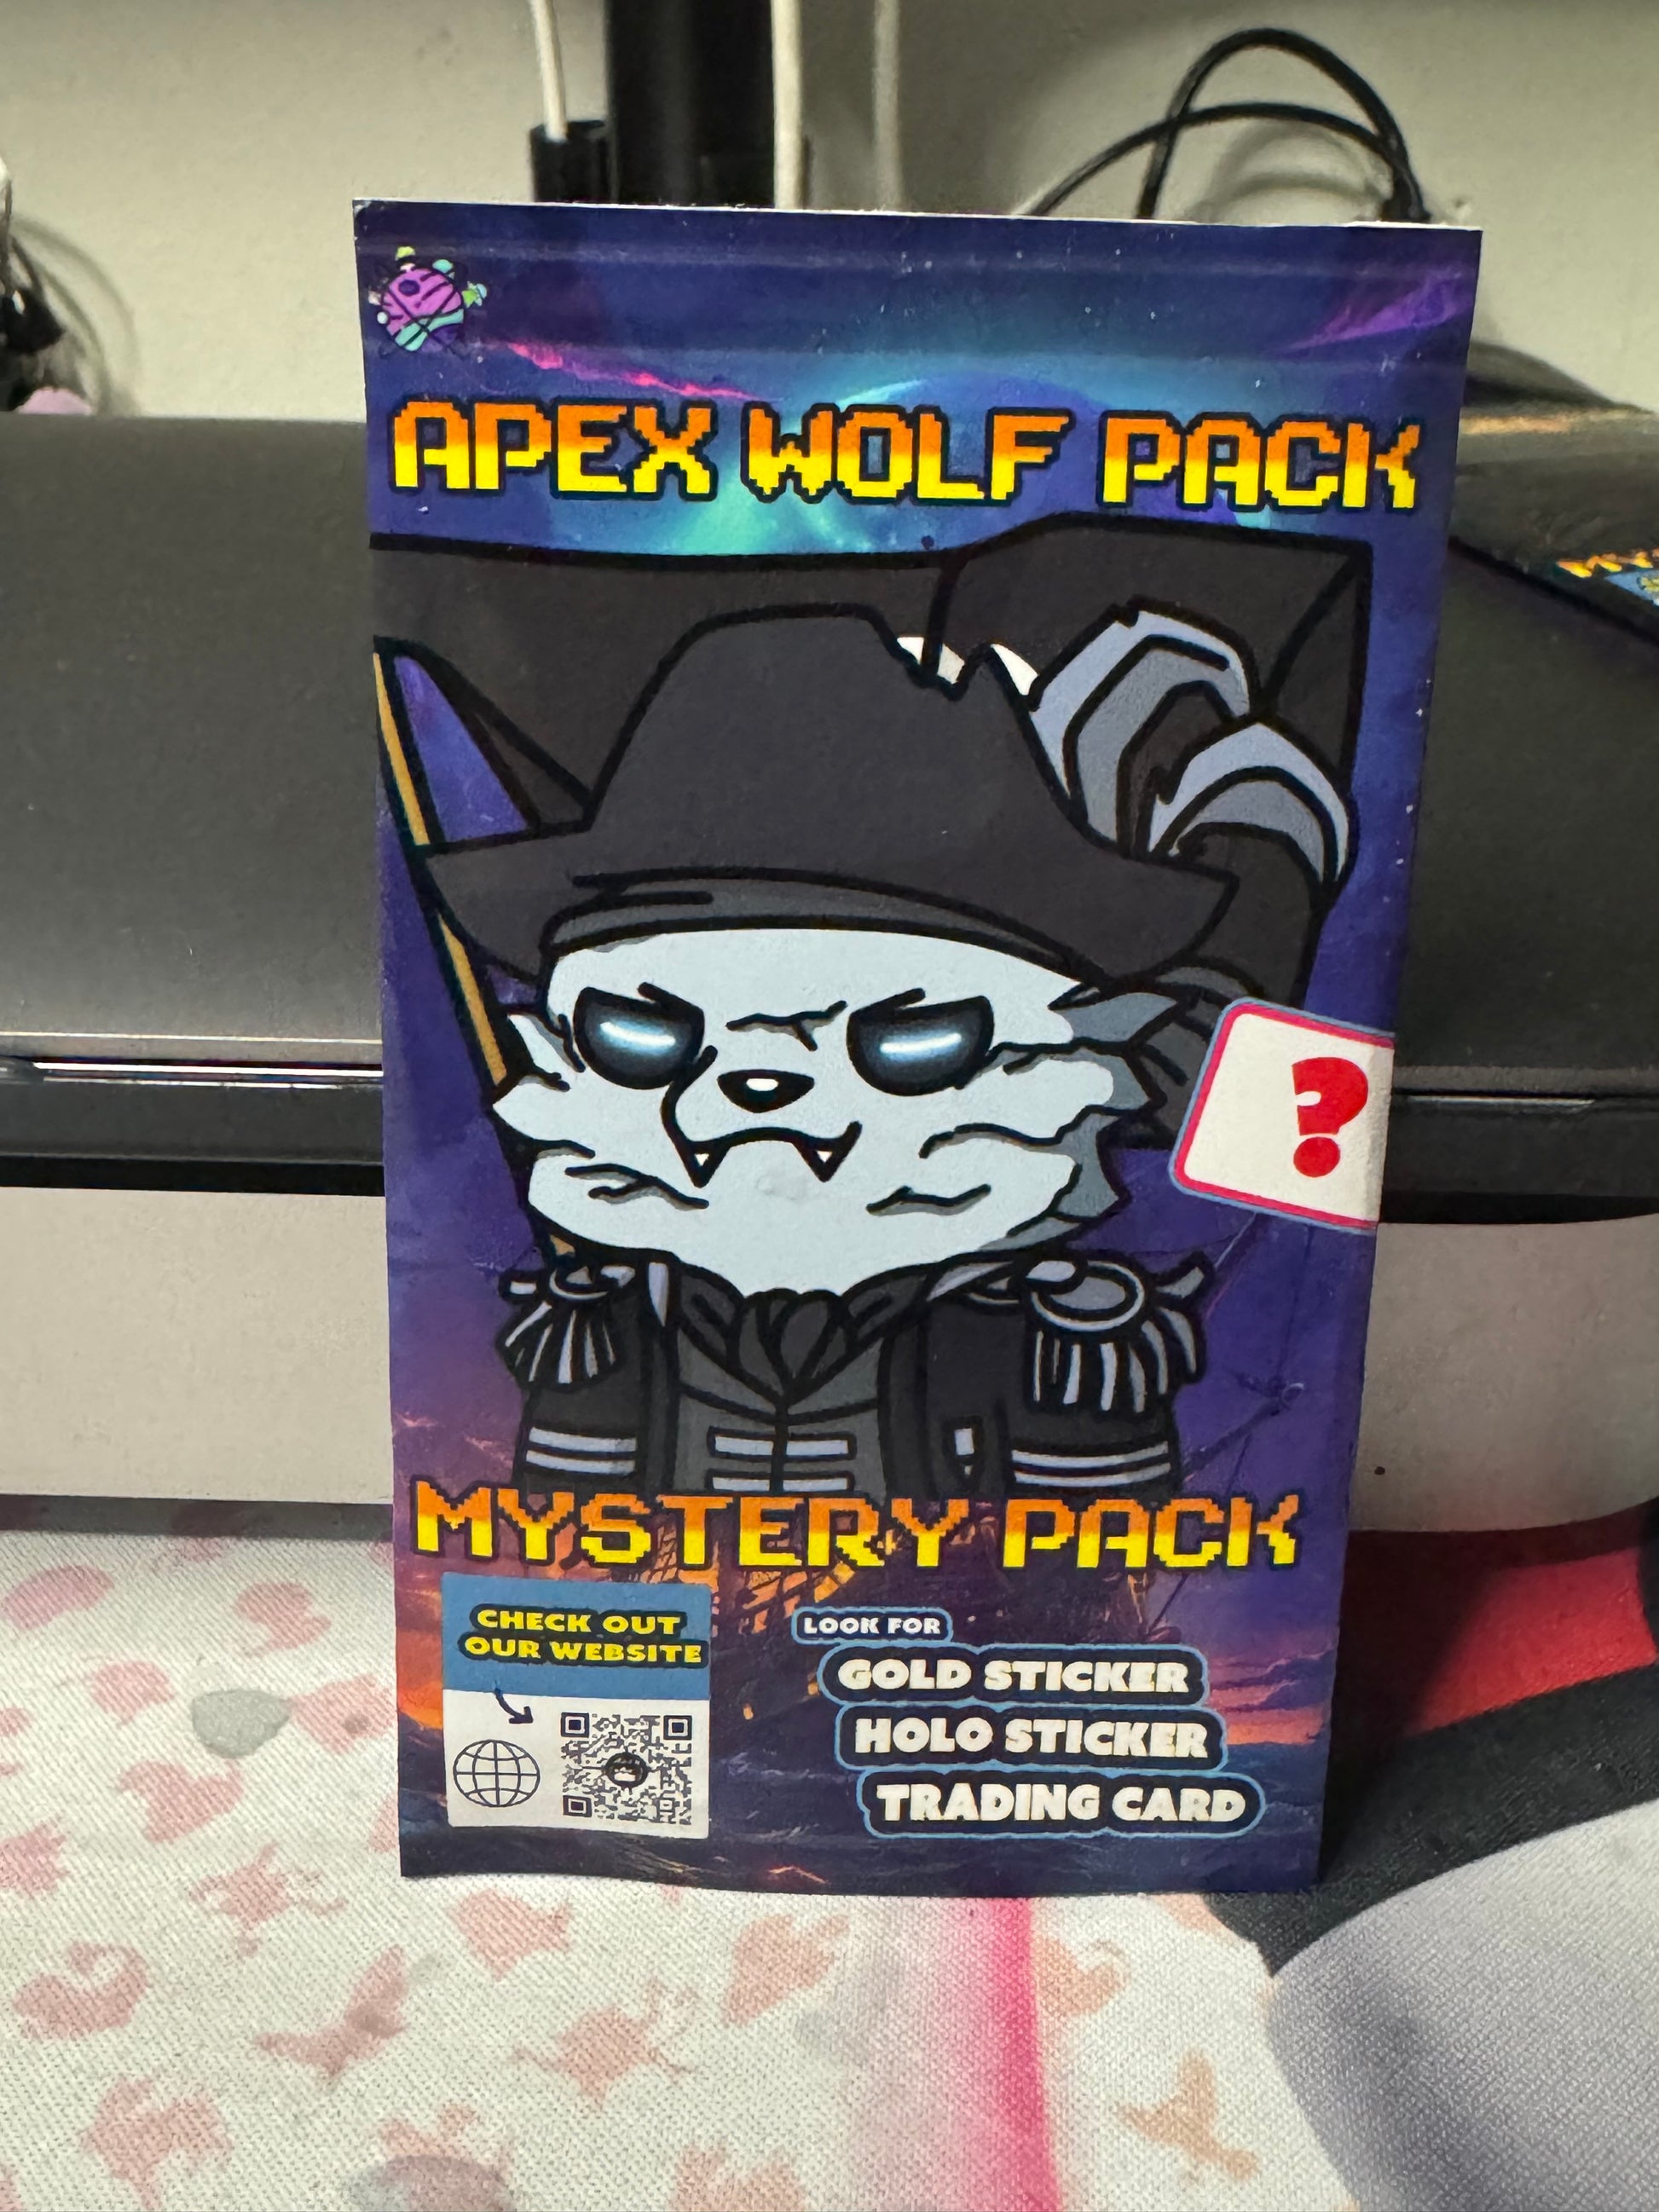 APEX WOLF PACK
?
MYSTERY PACK
CHECK OUT
OUR WEBSITE
LOOK FOR
GOLD STICKER
HOLO STICKER
TRADING CARD